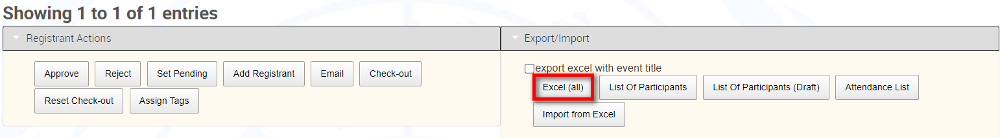 Showing 1 to 1 of 1 entries
Registrant Actions
Approve Reject Set Pending Add Registrant Email Check-out
Reset Check-out Assign Tags
Export/Import
export excel with event title
Excel (all) List Of Participants List Of Participants (Draft) Attendance List
Import from Excel